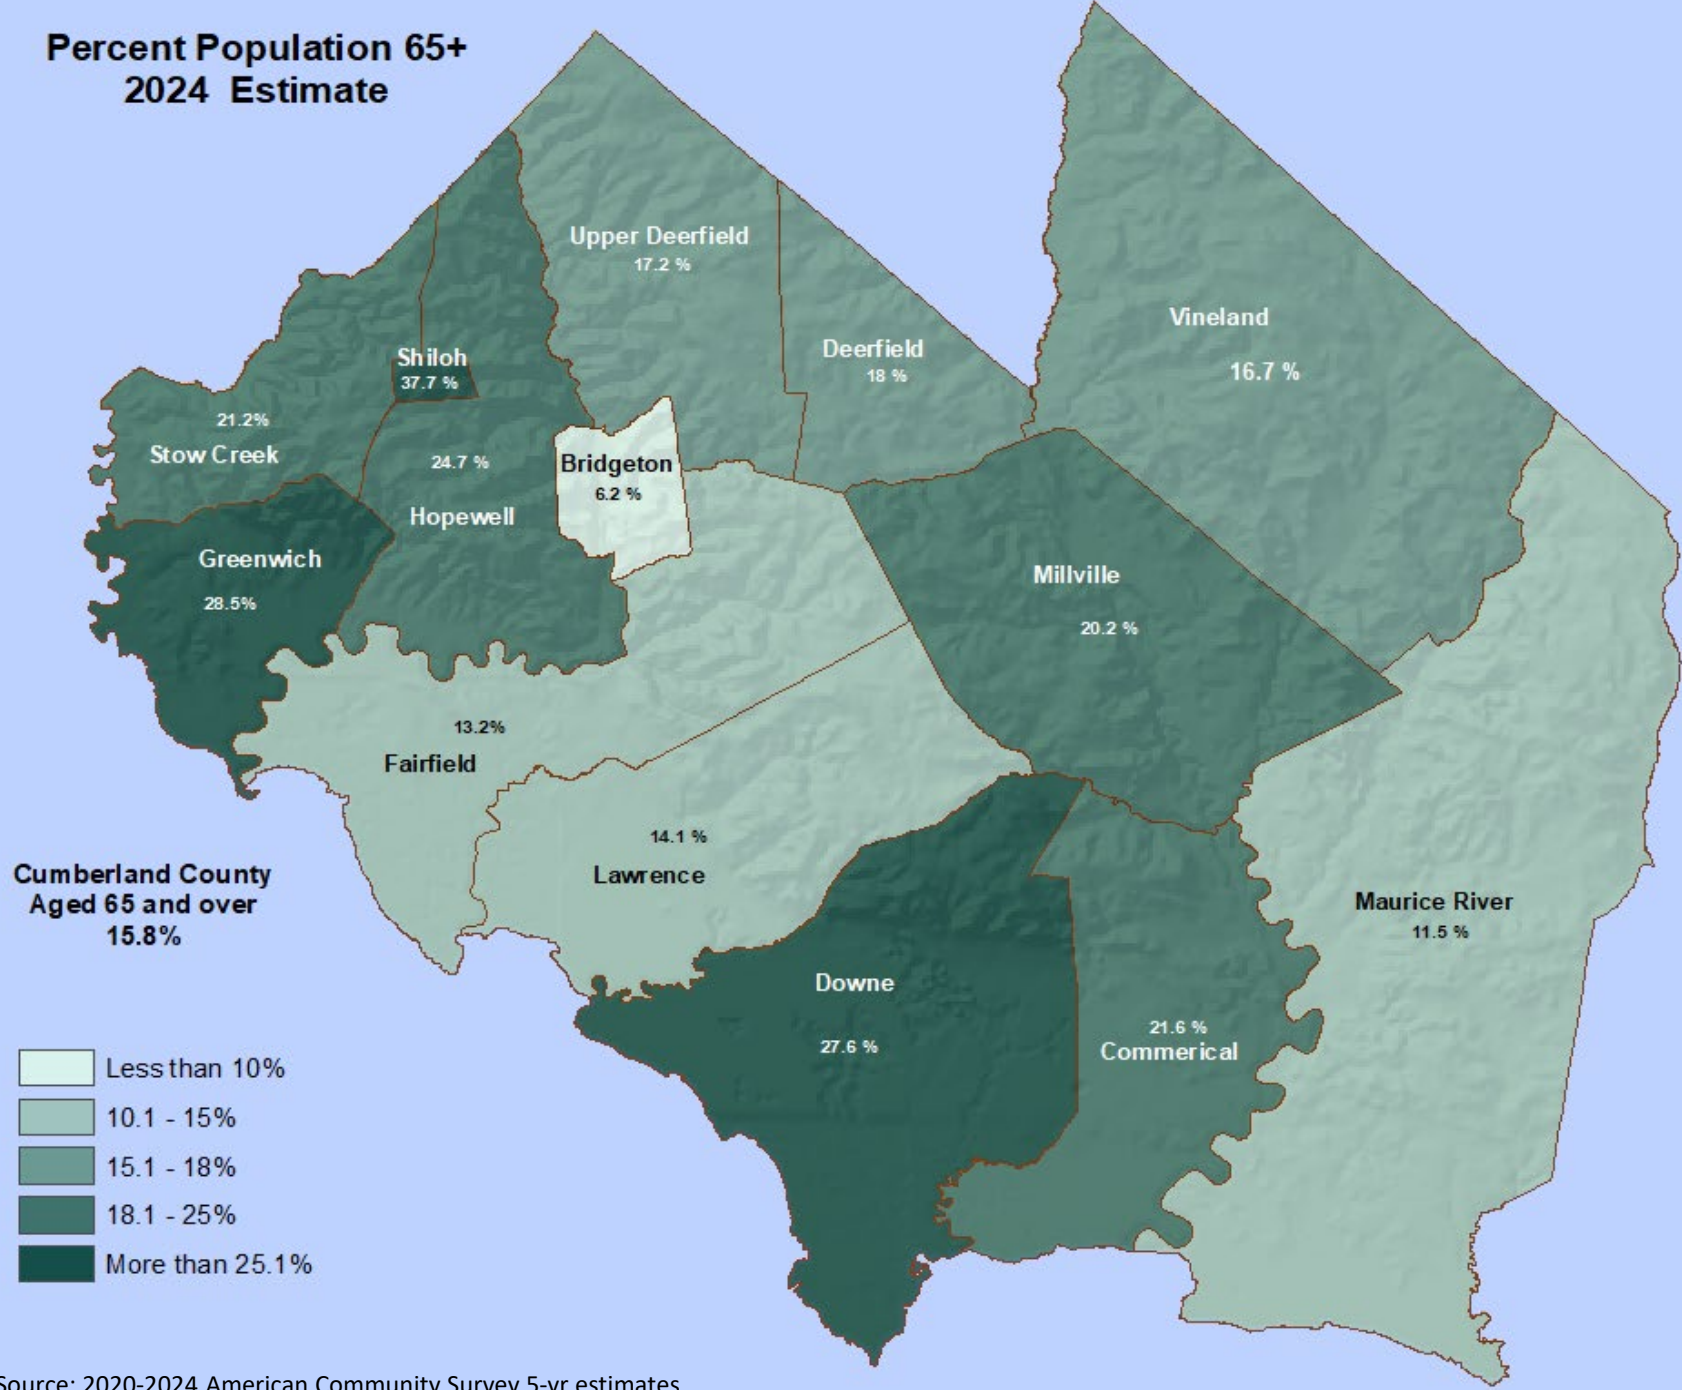 Percent Population 65+
2024 Estimate
Upper Deerfield
17.2 %
Deerfield
18 %
Vineland
16.7 %
Shiloh
37.7 %
21.2%
Stow Creek
24.7 %
Hopewell
Bridgeton
6.2 %
Greenwich
28.5%
Millville
20.2 %
13.2%
Fairfield
14.1 %
Lawrence
Cumberland County
Aged 65 and over
15.8%
Maurice River
11.5 %
Downe
27.6 %
21.6 %
Commerical
Less than 10%
10.1 - 15%
15.1 - 18%
18.1 - 25%
More than 25.1%
Source: 2020-2024 American Community Survey 5-yr estimates